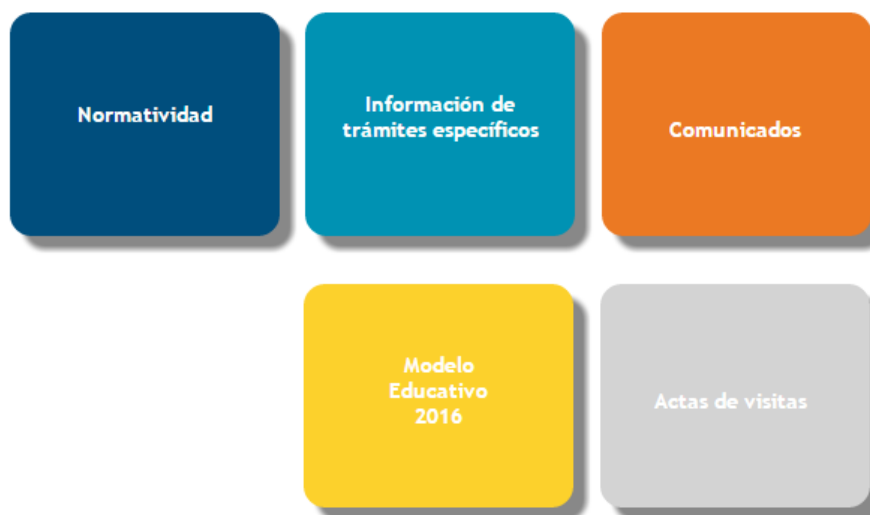 Normatividad
Información de
trámites específicos
Comunicados
Modelo
Educativo
2016
Actas de visitas